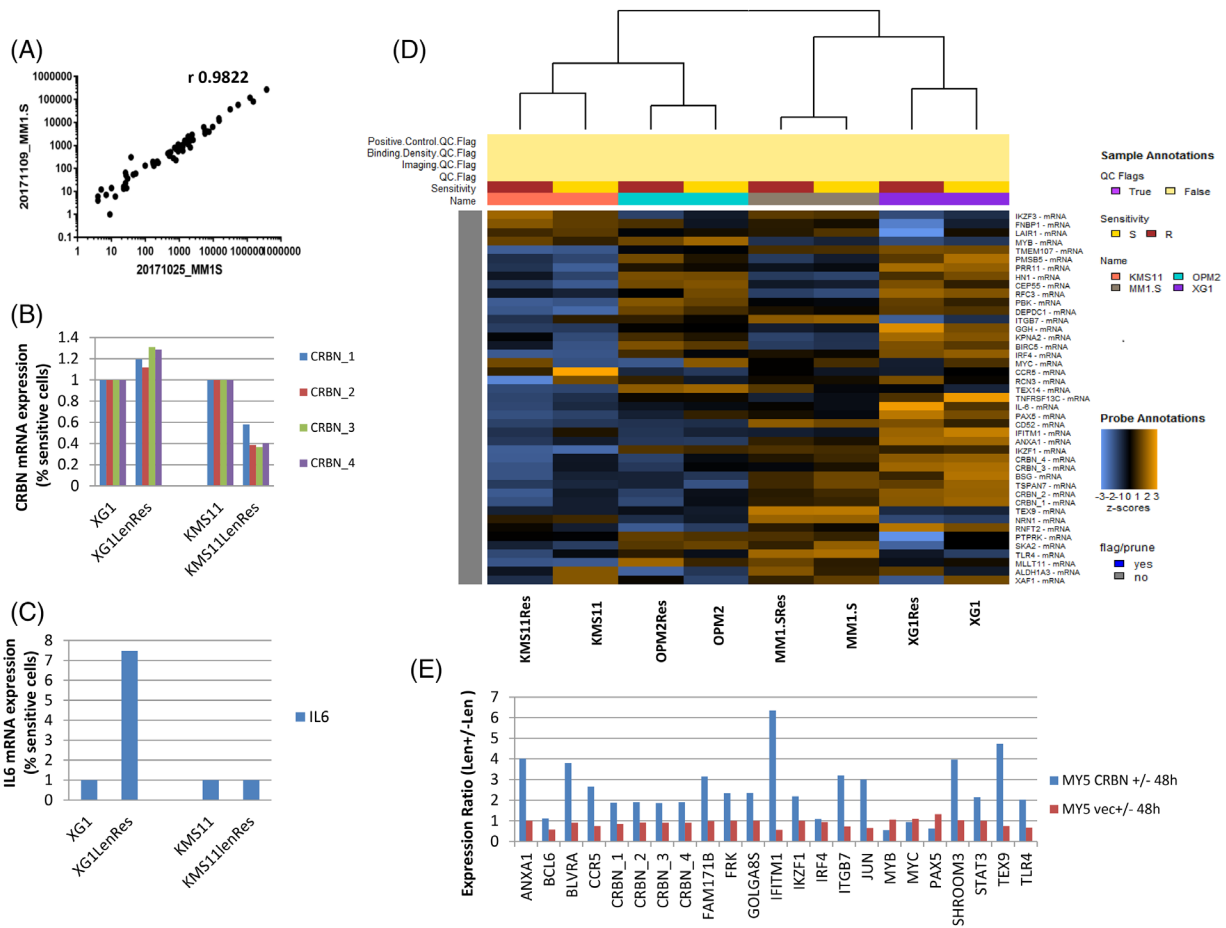 (A)
r 0.9822
1000000
100000
10000
1000
100
10
1
0.1
20171109_MM1.S
1
10
100
1000
10000
100000
1000000
10000000
20171025_MM1S
(B)
CRBN mRNA expression
(% sensitive cells)
1.4
1.2
1
0.8
0.6
0.4
0.2
0
XG1
XG1LenRes
KMS11
KMS11LenRes
CRBN_1
CRBN_2
CRBN_3
CRBN_4
(C)
IL6 mRNA expression
(% sensitive cells)
8
7
6
5
4
3
2
1
0
XG1
XG1LenRes
KMS11
KMS11lenRes
IL6
(D)
Positive.Control.QC.Flag
Binding.Density.QC.Flag
Imaging.QC.Flag
QC.Flag
Sensitivity
Name
IKZF3 - mRNA
FNBP1 - mRNA
LAIR1 - mRNA
MYB - mRNA
TMEM107 - mRNA
PMSB5 - mRNA
PRR11 - mRNA
HN1 - mRNA
CEP55 - mRNA
RFC3 - mRNA
PBK - mRNA
DEPDC1 - mRNA
ITGB7 - mRNA
GGH - mRNA
KPNA2 - mRNA
BIRC5 - mRNA
IRF4 - mRNA
MYC - mRNA
CCR5 - mRNA
RCN3 - mRNA
TEX14 - mRNA
TNFRSF13C - mRNA
IL-6 - mRNA
PAX5 - mRNA
CD52 - mRNA
IFITM1 - mRNA
ANXA1 - mRNA
IKZF1 - mRNA
CRBN_4 - mRNA
CRBN_3 - mRNA
BSG - mRNA
TSPAN7 - mRNA
CRBN_2 - mRNA
CRBN_1 - mRNA
TEX9 - mRNA
NRN1 - mRNA
RNFT2 - mRNA
PTPRK - mRNA
SKA2 - mRNA
TLR4 - mRNA
MLLT11 - mRNA
ALDH1A3 - mRNA
XAF1 - mRNA
KMS11Res
KMS11
OPM2Res
OPM2
MM1.SRes
MM1.S
XG1Res
XG1
Sample Annotations
QC Flags
True False
Sensitivity
S R
Name
KMS11 OPM2
MM1.S XG1
Probe Annotations
-3-2-1 0 1 2 3
z-scores
flag/prune
yes
no
(E)
Expression Ratio (Len+/-Len )
7
6
5
4
3
2
1
0
ANXA1
BCL6
BLVRA
CCR5
CRBN_1
CRBN_2
CRBN_3
CRBN_4
FAM171B
FRK
GOLGA8S
IFITM1
IKZF1
IRF4
ITGB7
JUN
MYB
MYC
PAX5
SHROOM3
STAT3
TEX9
TLR4
MY5 CRBN +/- 48h
MY5 vec+/- 48h